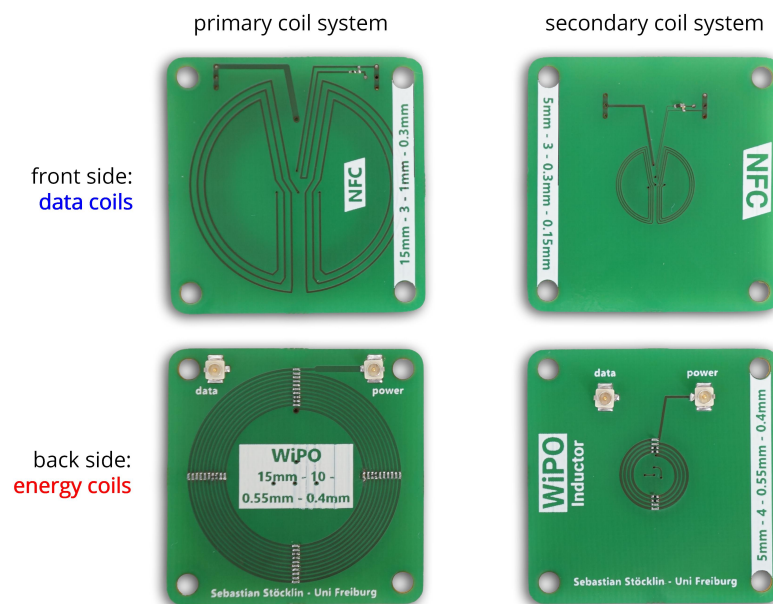 primary coil system
secondary coil system
front side:
data coils
NFC
15mm - 3 - 1mm - 0.3mm
5mm - 3 - 0.3mm - 0.15mm
NFC
back side:
energy coils
data
power
WiPO
15mm - 10 -
0.55mm - 0.4mm
Sebastian Stöcklin - Uni Freiburg
data
power
WiPO
Inductor
5mm - 4 - 0.55mm - 0.4mm
Sebastian Stöcklin - Uni Freiburg